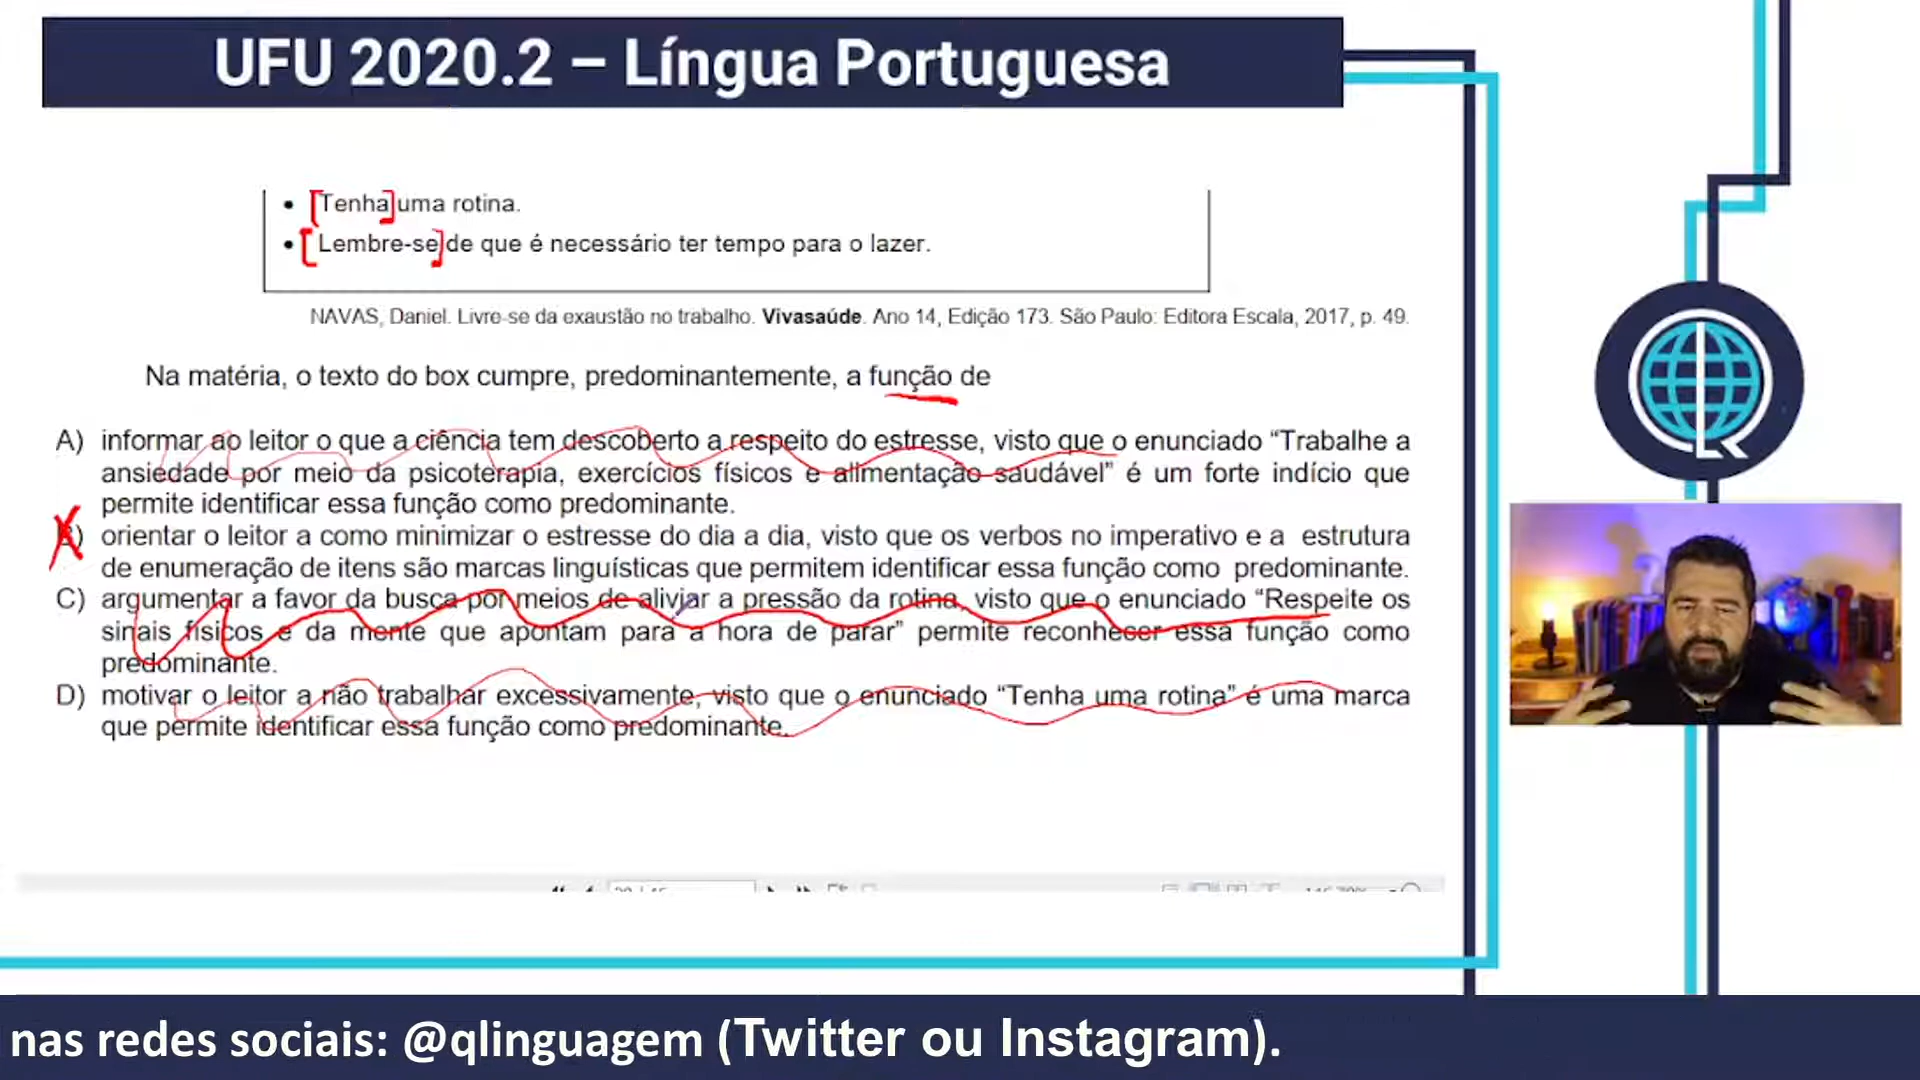 UFU 2020.2 – Língua Portuguesa
• Tenha uma rotina.
• Lembre-se de que é necessário ter tempo para o lazer.
NAVAS, Daniel. Livre-se da exaustão no trabalho. Vivasaúde. Ano 14, Edição 173. São Paulo: Editora Escala, 2017, p. 49.
Na matéria, o texto do box cumpre, predominantemente, a função de
A) informar ao leitor o que a ciência tem descoberto a respeito do estresse, visto que o enunciado “Trabalhe a
ansiedade por meio da psicoterapia, exercícios físicos e alimentação saudável” é um forte indício que
permite identificar essa função como predominante.
B) orientar o leitor a como minimizar o estresse do dia a dia, visto que os verbos no imperativo e a estrutura
de enumeração de itens são marcas linguísticas que permitem identificar essa função como predominante.
C) argumentar a favor da busca por meios de aliviar a pressão da rotina, visto que o enunciado “Respeite os
sinais físicos e da mente que apontam para a hora de parar” permite reconhecer essa função como
predominante.
D) motivar o leitor a não trabalhar excessivamente, visto que o enunciado “Tenha uma rotina” é uma marca
que permite identificar essa função como predominante.
nas redes sociais: @qlinguagem (Twitter ou Instagram).